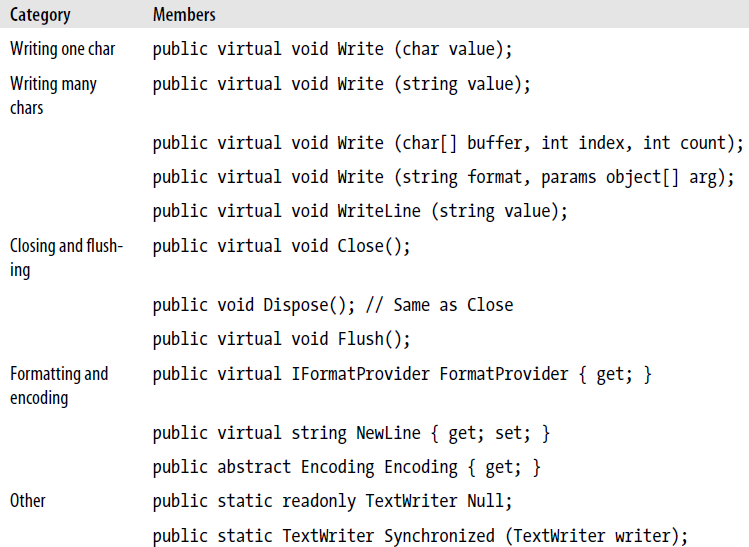 Category Members
Writing one char public virtual void Write (char value);
Writing many public virtual void Write (string value);
chars
public virtual void Write (char[] buffer, int index, int count);
public virtual void Write (string format, params object[] arg);
public virtual void WriteLine (string value);
Closing and flush- public virtual void Close();
ing
public void Dispose(); // Same as Close
public virtual void Flush();
Formatting and public virtual IFormatProvider FormatProvider { get; }
encoding
public virtual string NewLine { get; set; }
public abstract Encoding Encoding { get; }
Other public static readonly TextWriter Null;
public static TextWriter Synchronized (TextWriter writer);